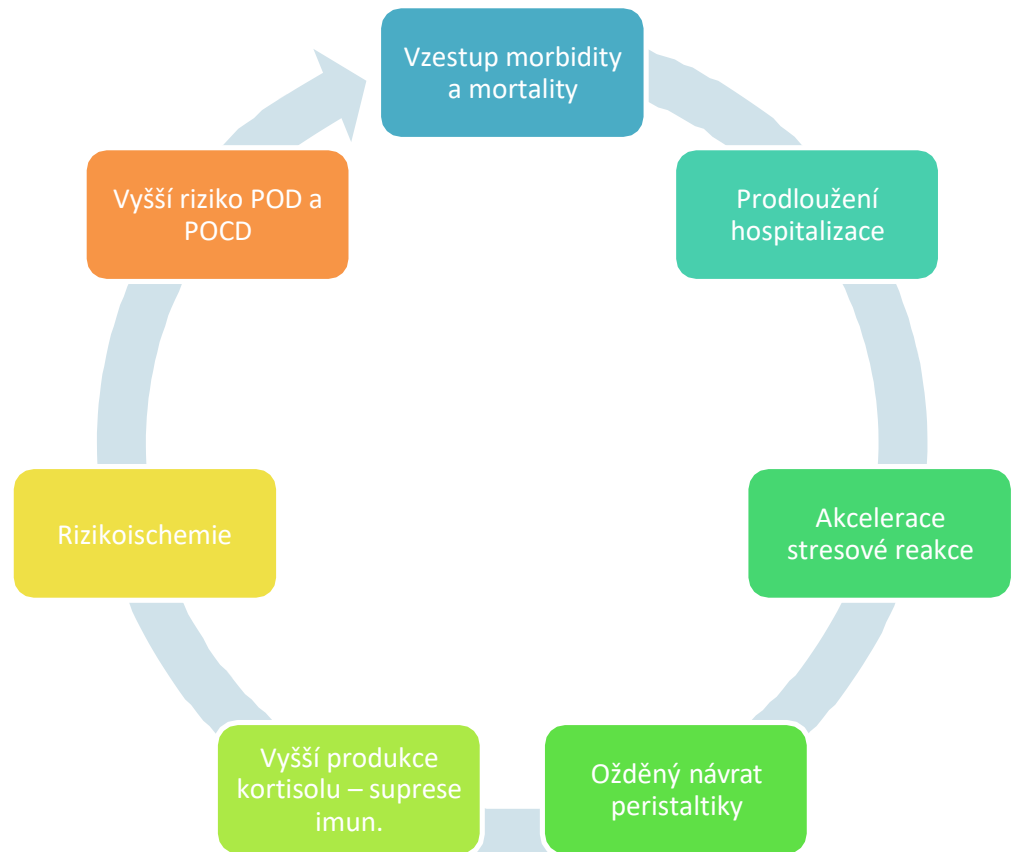 Vzestup morbidity
a mortality
Prodloužení
hospitalizace
Akcelerace
stresové reakce
Ožděný návrat
peristaltiky
Vyšší produkce
kortisolu – suprese
imun.
Rizikoischemie
Vyšší riziko POD a
POCD